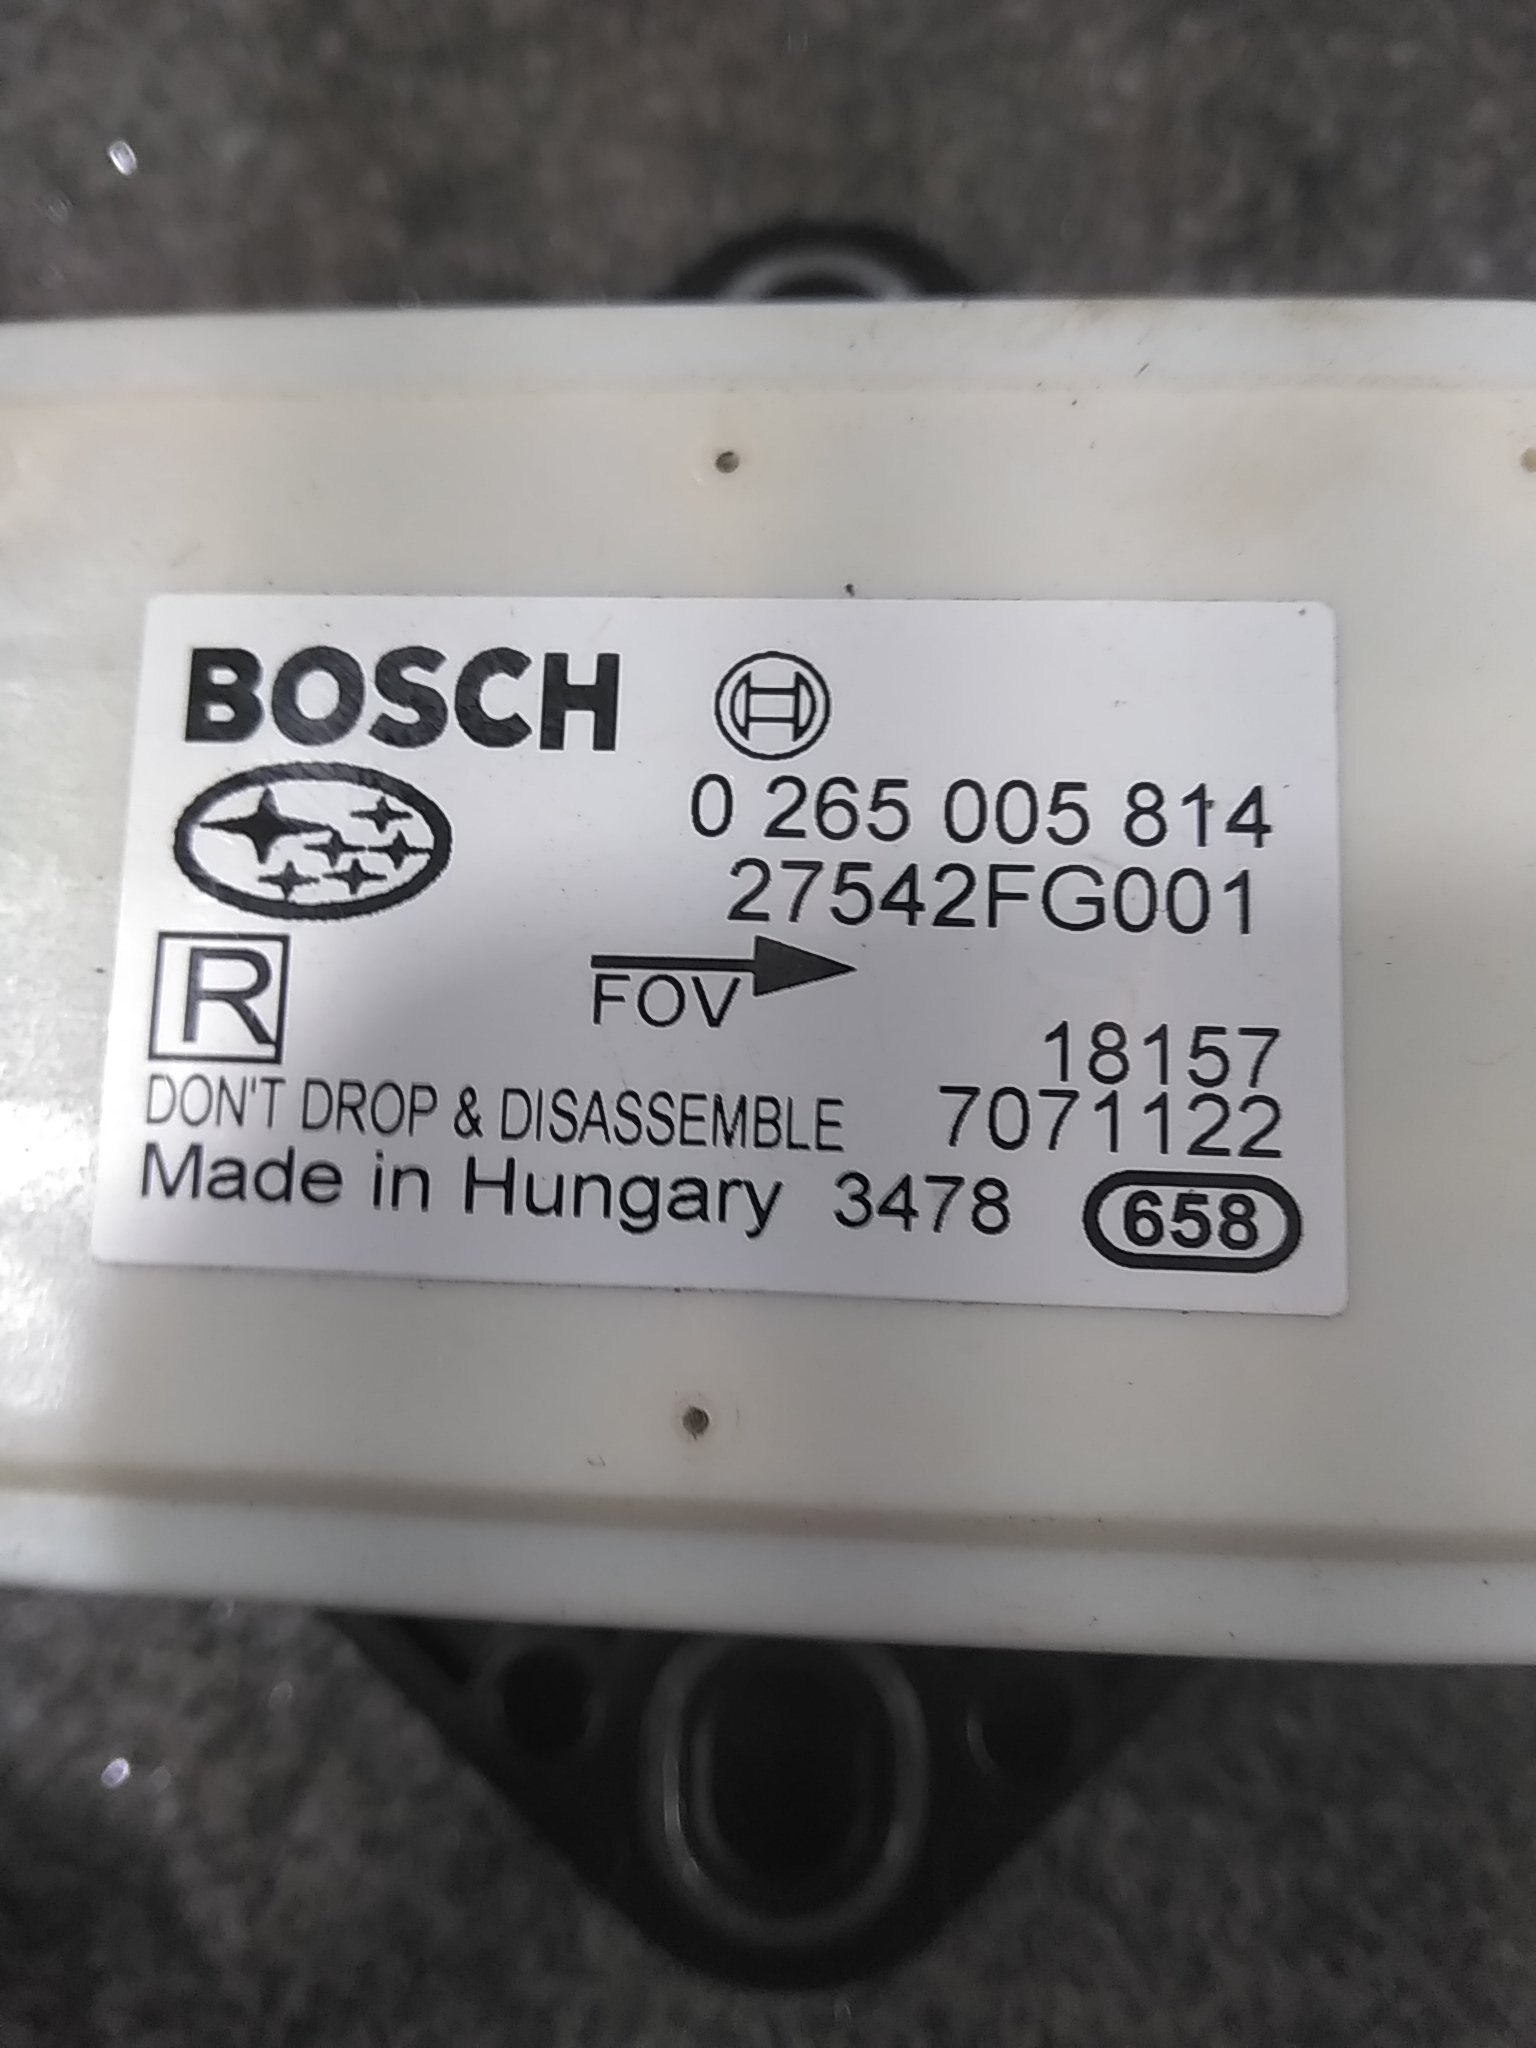 BOSCH
0 265 005 814
27542FG001
R
FOV
18157
DON'T DROP & DISASSEMBLE 7071122
Made in Hungary 3478 658